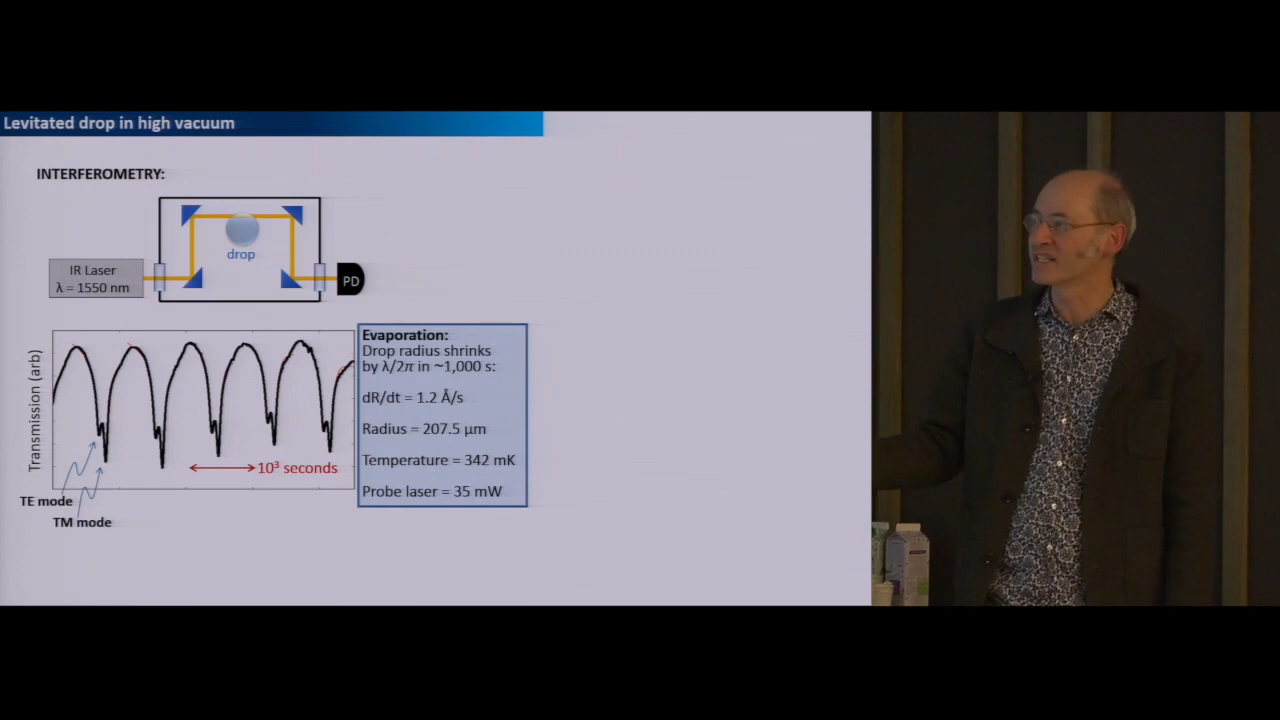 Levitated drop in high vacuum
INTERFEROMETRY:
drop
IR Laser
λ = 1550 nm
PD
Transmission (arb)
10³ seconds
TE mode
TM mode
Evaporation:
Drop radius shrinks
by λ/2π in ~1,000 s:
dR/dt = 1.2 Å/s
Radius = 207.5 μm
Temperature = 342 mK
Probe laser = 35 mW